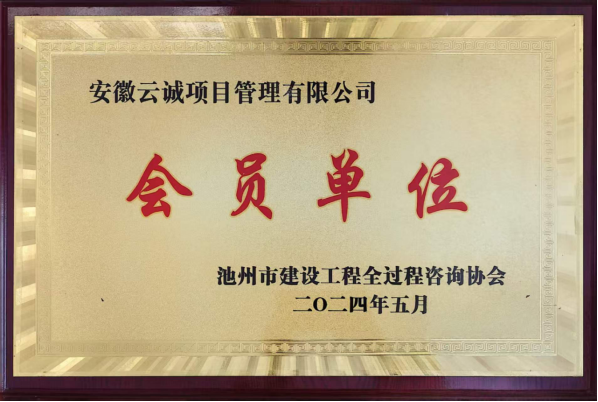 安徽云诚项目管理有限公司
会员单位
池州市建设工程全过程咨询协会
二〇二四年五月